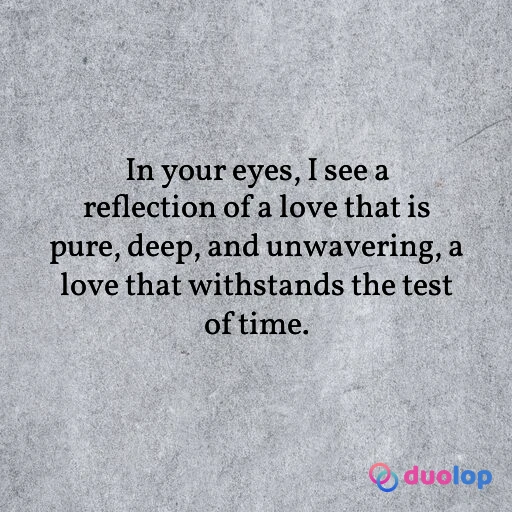 In your eyes, I see a
reflection of a love that is
pure, deep, and unwavering, a
love that withstands the test
of time.
duolop